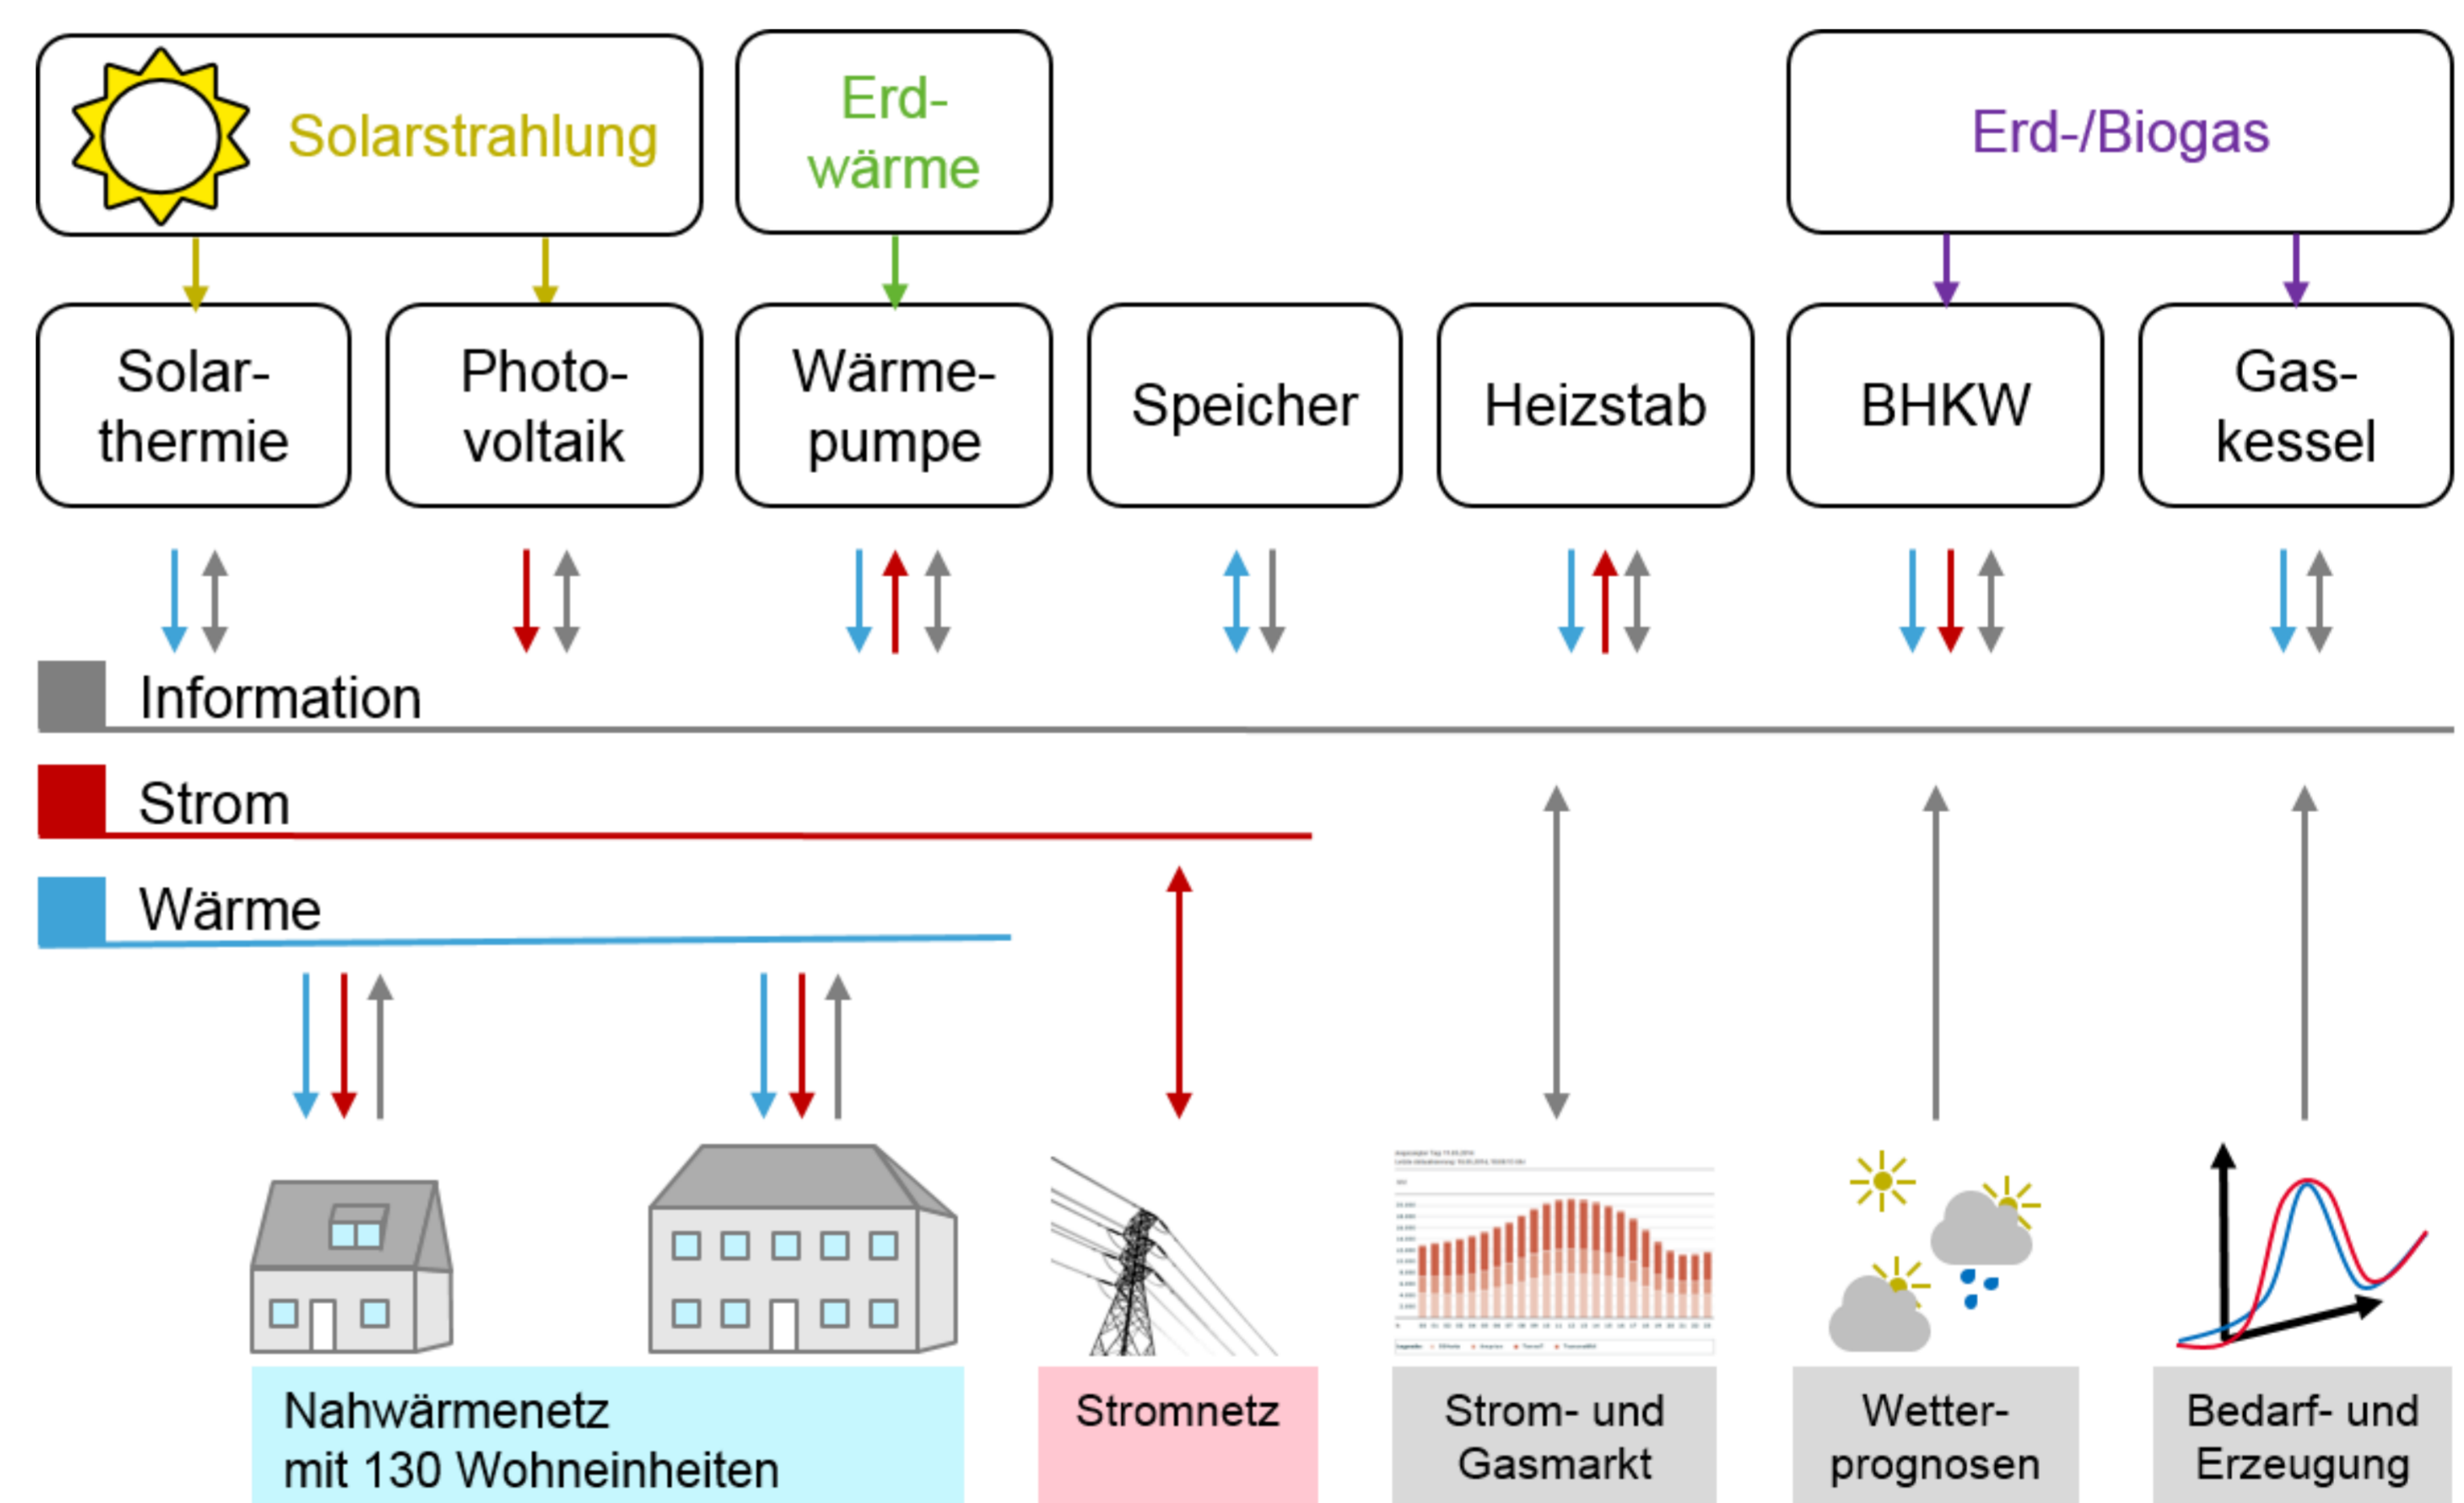 Solarstrahlung
Erd-
wärme
Erd-/Biogas
Solar-
thermie
Photo-
voltaik
Wärme-
pumpe
Speicher
Heizstab
BHKW
Gas-
kessel
Information
Strom
Wärme
Nahwärmenetz
mit 130 Wohneinheiten
Stromnetz
Strom- und
Gasmarkt
Wetter-
prognosen
Bedarf- und
Erzeugung